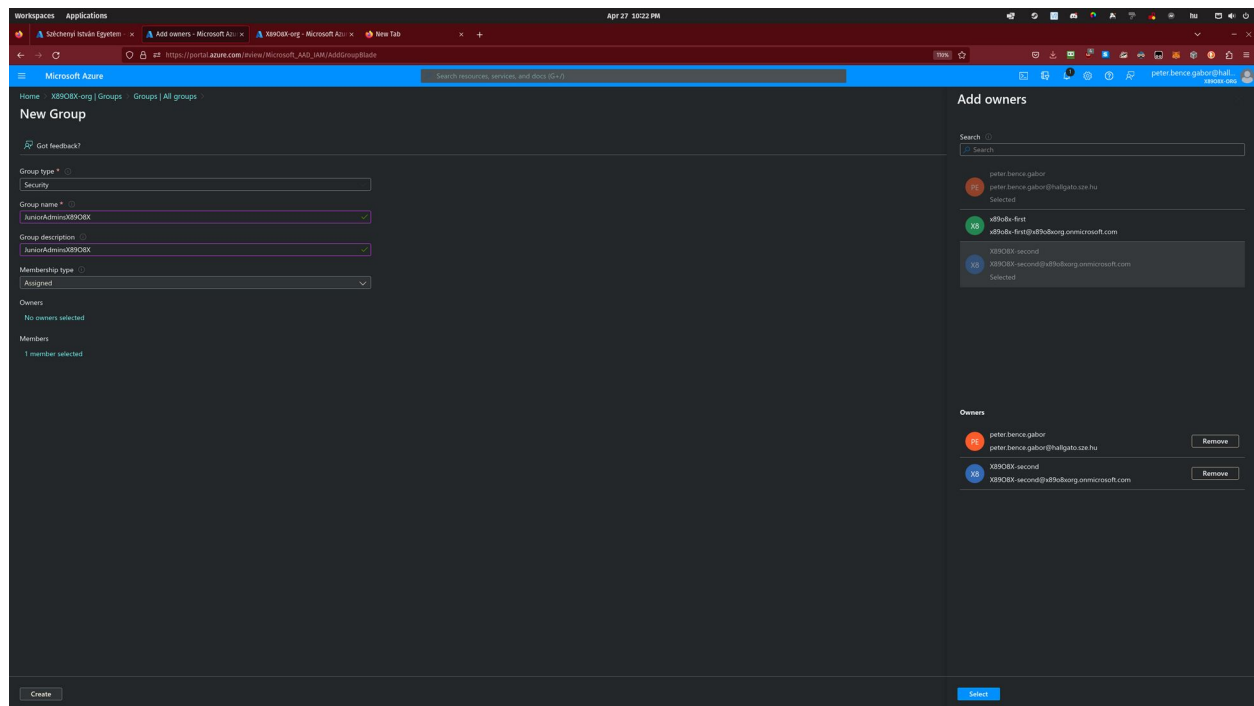 Workspaces Applications
Apr 27 10:22 PM
hu
Széchenyi István Egyetem -
Add owners - Microsoft Azu
X89O8X-org - Microsoft Azu
New Tab
https://portal.azure.com/#view/Microsoft_AAD_IAM/AddGroupBlade
110%
Microsoft Azure
Search resources, services, and docs (G+/)
peter.bence.gabor@hall...
X89O8X-ORG
Home > X89O8X-org | Groups > Groups | All groups >
New Group
Got feedback?
Group type *
Security
Group name *
JuniorAdminsX89O8X
Group description
JuniorAdminsX89O8X
Membership type
Assigned
Owners
No owners selected
Members
1 member selected
Create
Add owners
Search
Search
PE
peter.bence.gabor
peter.bence.gabor@hallgato.sze.hu
Selected
X8
x89o8x-first
x89o8x-first@x89o8xorg.onmicrosoft.com
X8
X89O8X-second
X89O8X-second@x89o8xorg.onmicrosoft.com
Selected
Owners
PE
peter.bence.gabor
peter.bence.gabor@hallgato.sze.hu
Remove
X8
X89O8X-second
X89O8X-second@x89o8xorg.onmicrosoft.com
Remove
Select